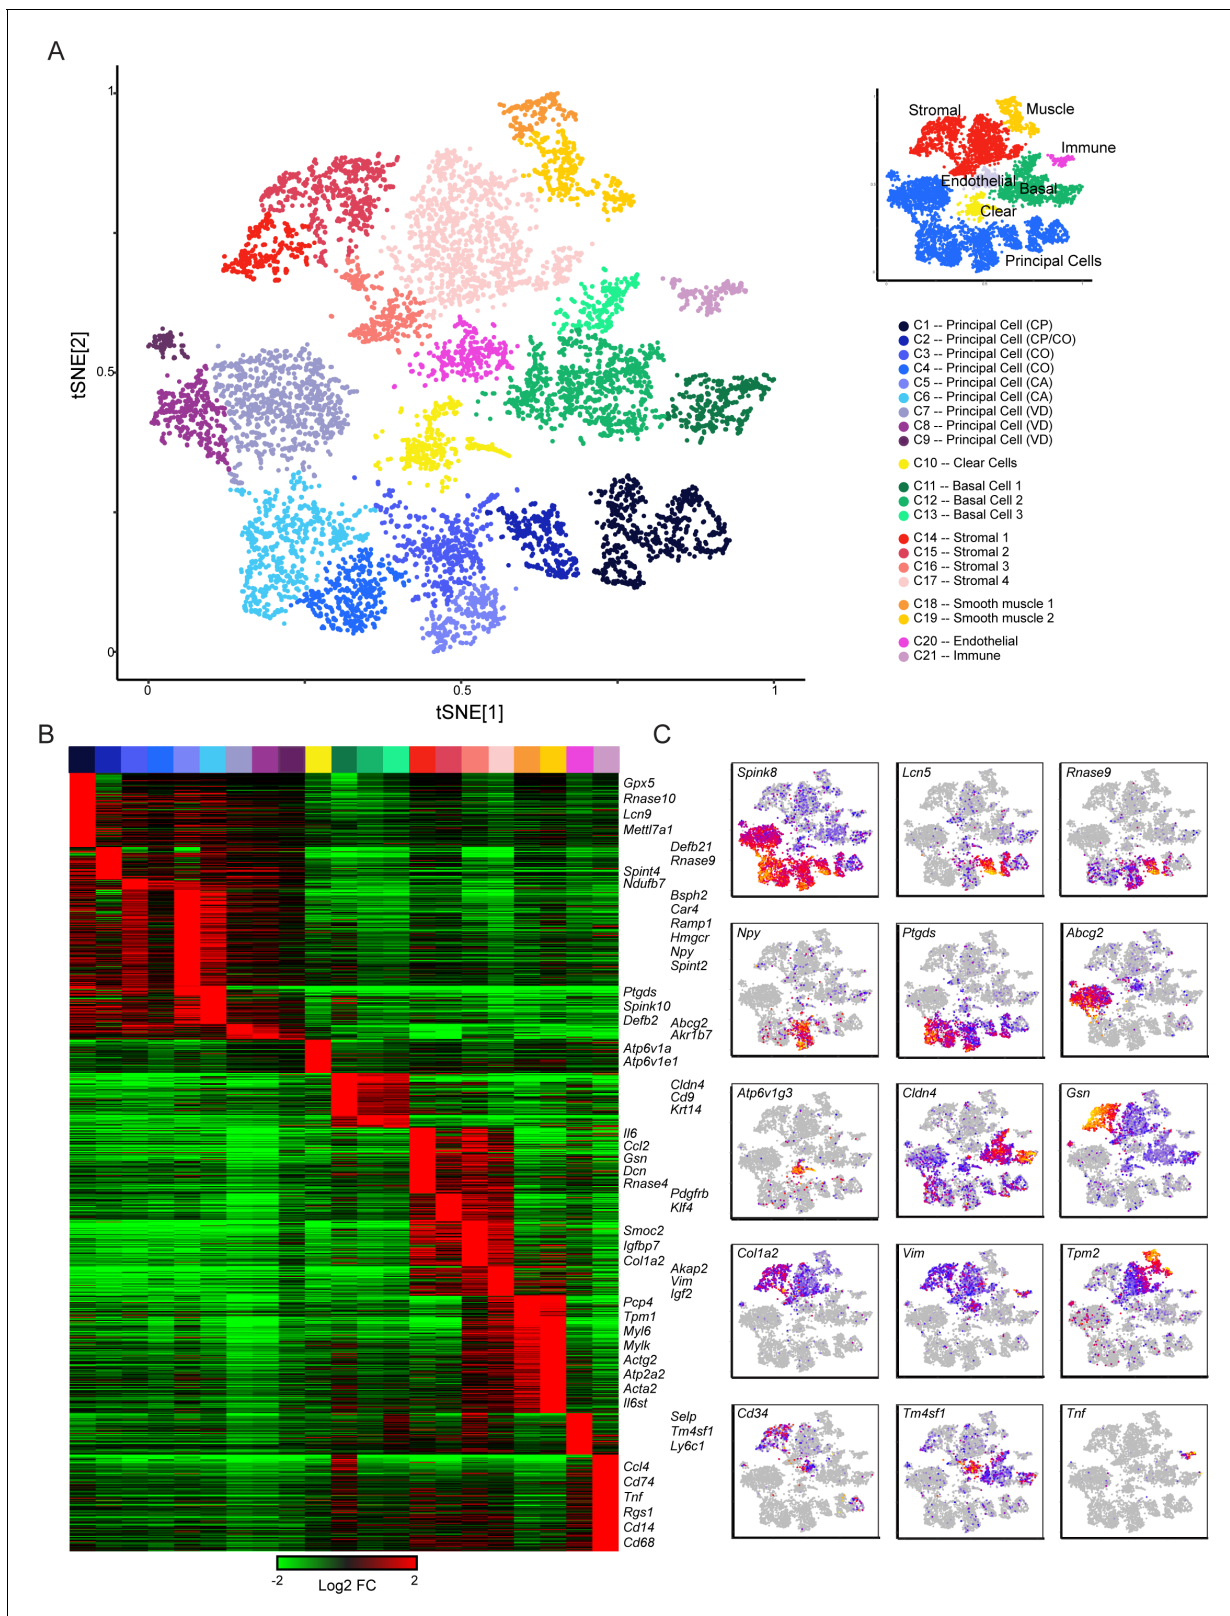 A
1
0.5
0
tSNE[2]
0
0.5
1
tSNE[1]
Stromal
Muscle
Immune
Endothelial
Basal
Clear
Principal Cells
C1 -- Principal Cell (CP)
C2 -- Principal Cell (CP/CO)
C3 -- Principal Cell (CO)
C4 -- Principal Cell (CO)
C5 -- Principal Cell (CA)
C6 -- Principal Cell (CA)
C7 -- Principal Cell (VD)
C8 -- Principal Cell (VD)
C9 -- Principal Cell (VD)
C10 -- Clear Cells
C11 -- Basal Cell 1
C12 -- Basal Cell 2
C13 -- Basal Cell 3
C14 -- Stromal 1
C15 -- Stromal 2
C16 -- Stromal 3
C17 -- Stromal 4
C18 -- Smooth muscle 1
C19 -- Smooth muscle 2
C20 -- Endothelial
C21 -- Immune
B
Gpx5
Rnase10
Lcn9
Mettl7a1
Defb21
Rnase9
Spint4
Ndufb7
Bsph2
Car4
Ramp1
Hmgcr
Npy
Spint2
Ptgds
Spink10
Defb2
Abcg2
Akr1b7
Atp6v1a
Atp6v1e1
Cldn4
Cd9
Krt14
Il6
Ccl2
Gsn
Dcn
Rnase4
Pdgfrb
Klf4
Smoc2
Igfbp7
Col1a2
Akap2
Vim
Igf2
Pcp4
Tpm1
Myl6
Mylk
Actg2
Atp2a2
Acta2
Il6st
Selp
Tm4sf1
Ly6c1
Ccl4
Cd74
Tnf
Rgs1
Cd14
Cd68
-2
2
Log2 FC
C
Spink8
Lcn5
Rnase9
Npy
Ptgds
Abcg2
Atp6v1g3
Cldn4
Gsn
Col1a2
Vim
Tpm2
Cd34
Tm4sf1
Tnf